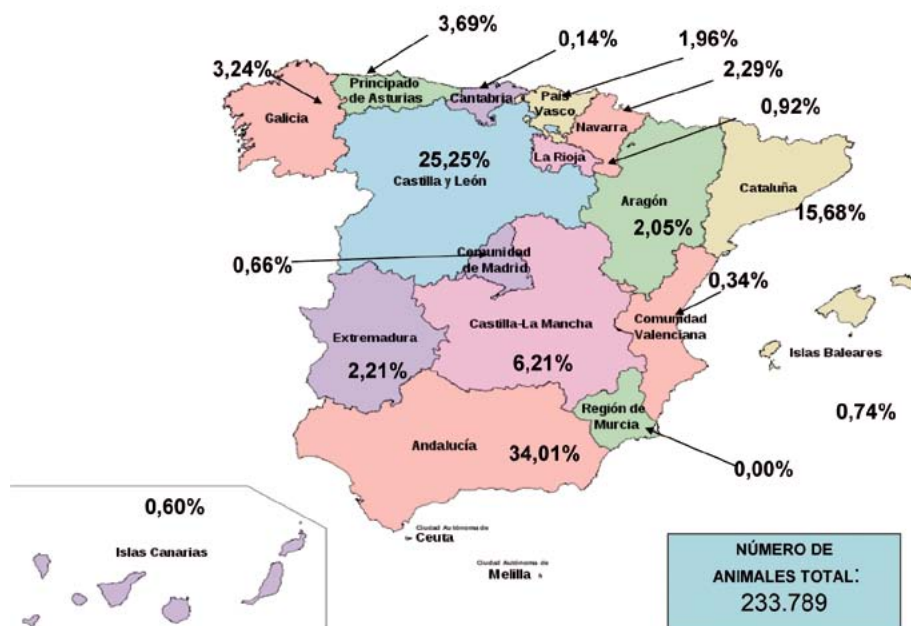 3,69%
0,14%
1,96%
3,24%
2,29%
Principado
de Asturias
Cantabria
País
Vasco
0,92%
Galicia
Navarra
La Rioja
25,25%
Castilla y León
Cataluña
Aragón
15,68%
2,05%
0,66%
Comunidad
de Madrid
0,34%
Comunidad
Valenciana
Castilla-La Mancha
Extremadura
Islas Baleares
2,21%
6,21%
0,74%
Región de
Murcia
Andalucía
34,01%
0,00%
0,60%
Islas Canarias
Ciudad Autónoma de
Ceuta
Ciudad Autónoma de
Melilla
NÚMERO DE
ANIMALES TOTAL:
233.789